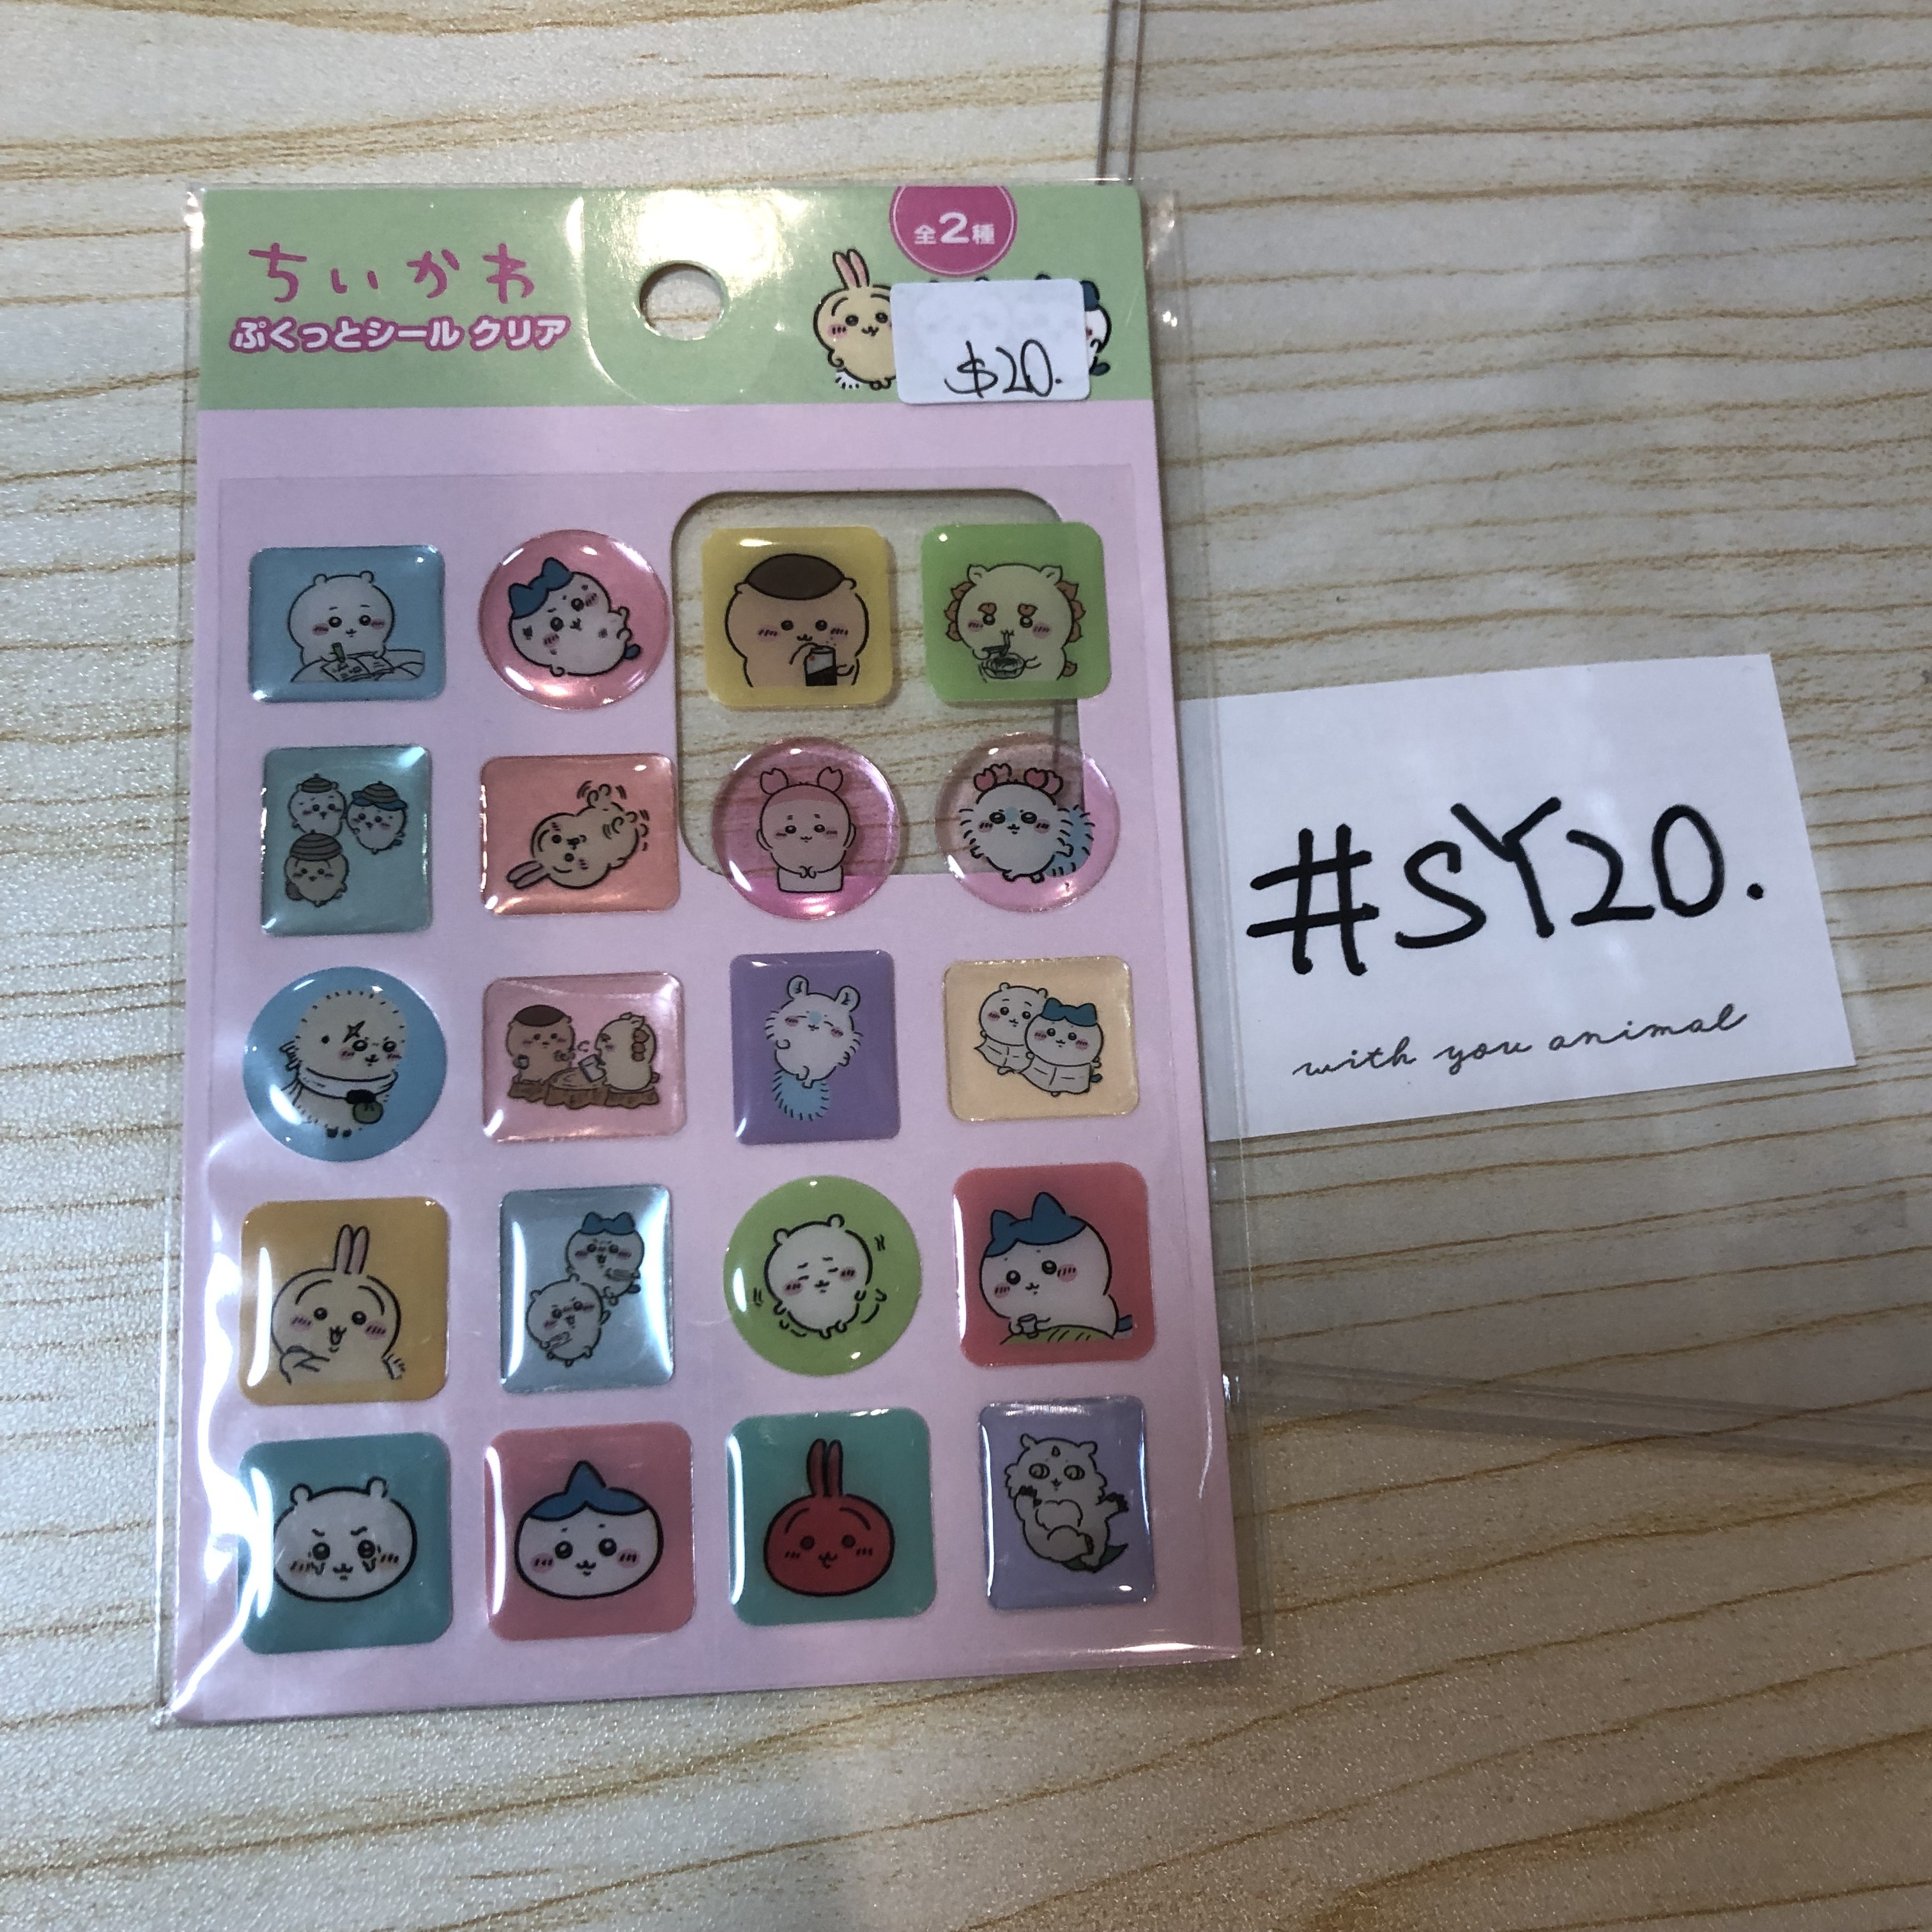 全2種
ちいかわ
ぷくっとシール クリア
$20.
#SY20.
with you animal